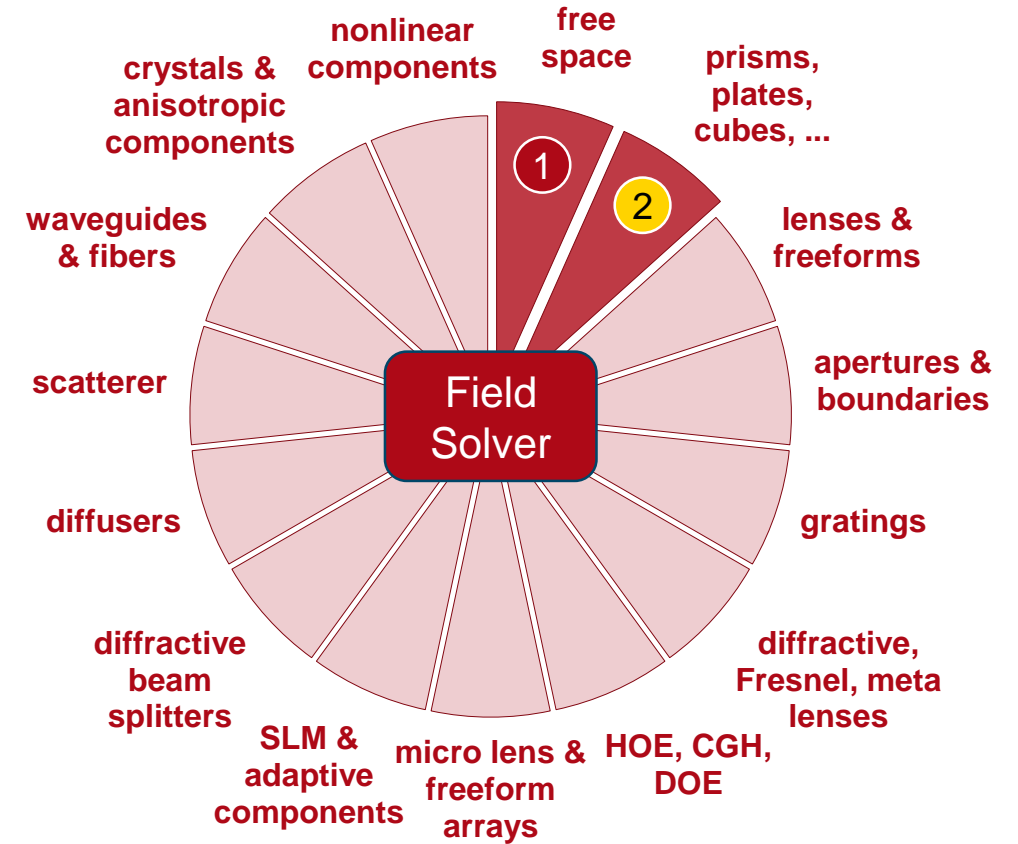 free
space
1
prisms,
plates,
cubes, ...
2
lenses &
freeforms
apertures &
boundaries
gratings
diffractive,
Fresnel, meta
lenses
HOE, CGH,
DOE
micro lens &
freeform
arrays
SLM &
adaptive
components
diffractive
beam
splitters
diffusers
scatterer
waveguides
& fibers
crystals &
anisotropic
components
nonlinear
components
Field
Solver